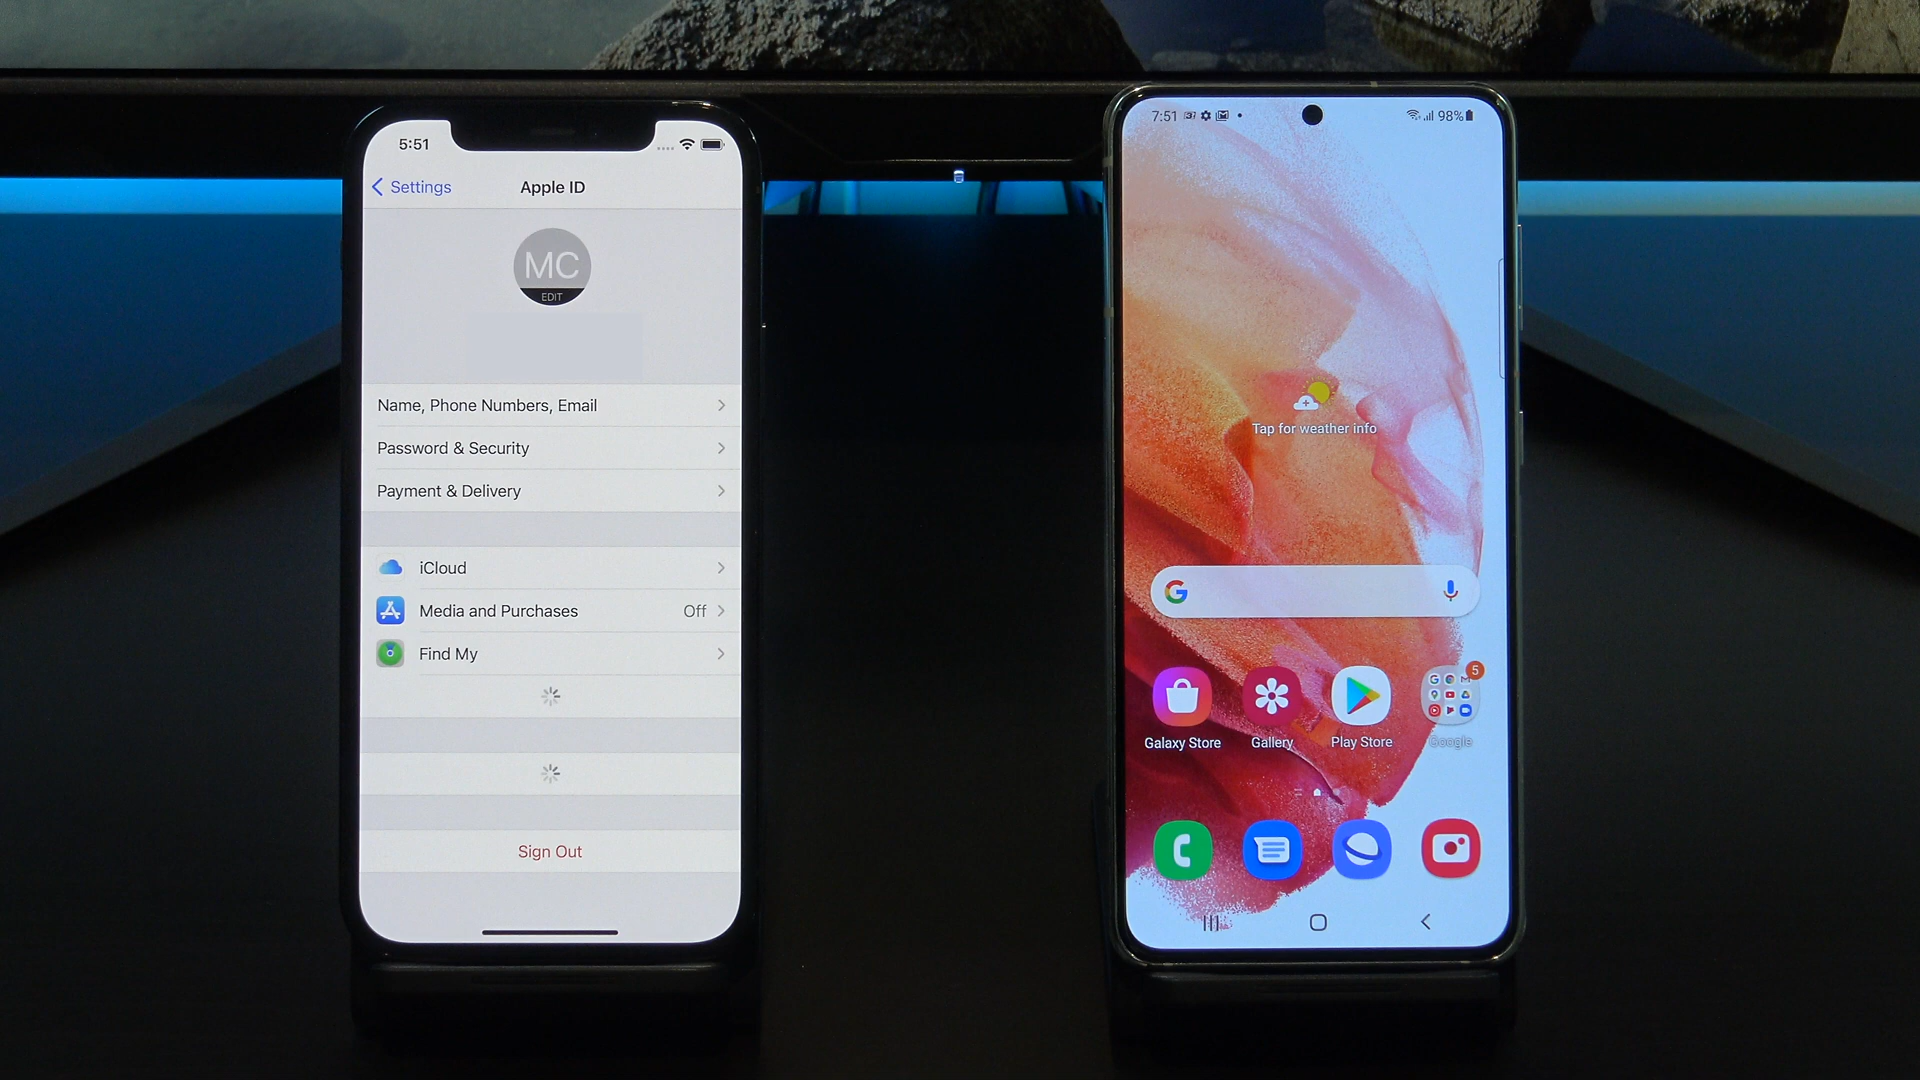 5:51
Settings
Apple ID
MC
EDIT
Name, Phone Numbers, Email
Password & Security
Payment & Delivery
iCloud
Media and Purchases Off
Find My
Sign Out
7:51
98%
Tap for weather info
5
Galaxy Store
Gallery
Play Store
Google